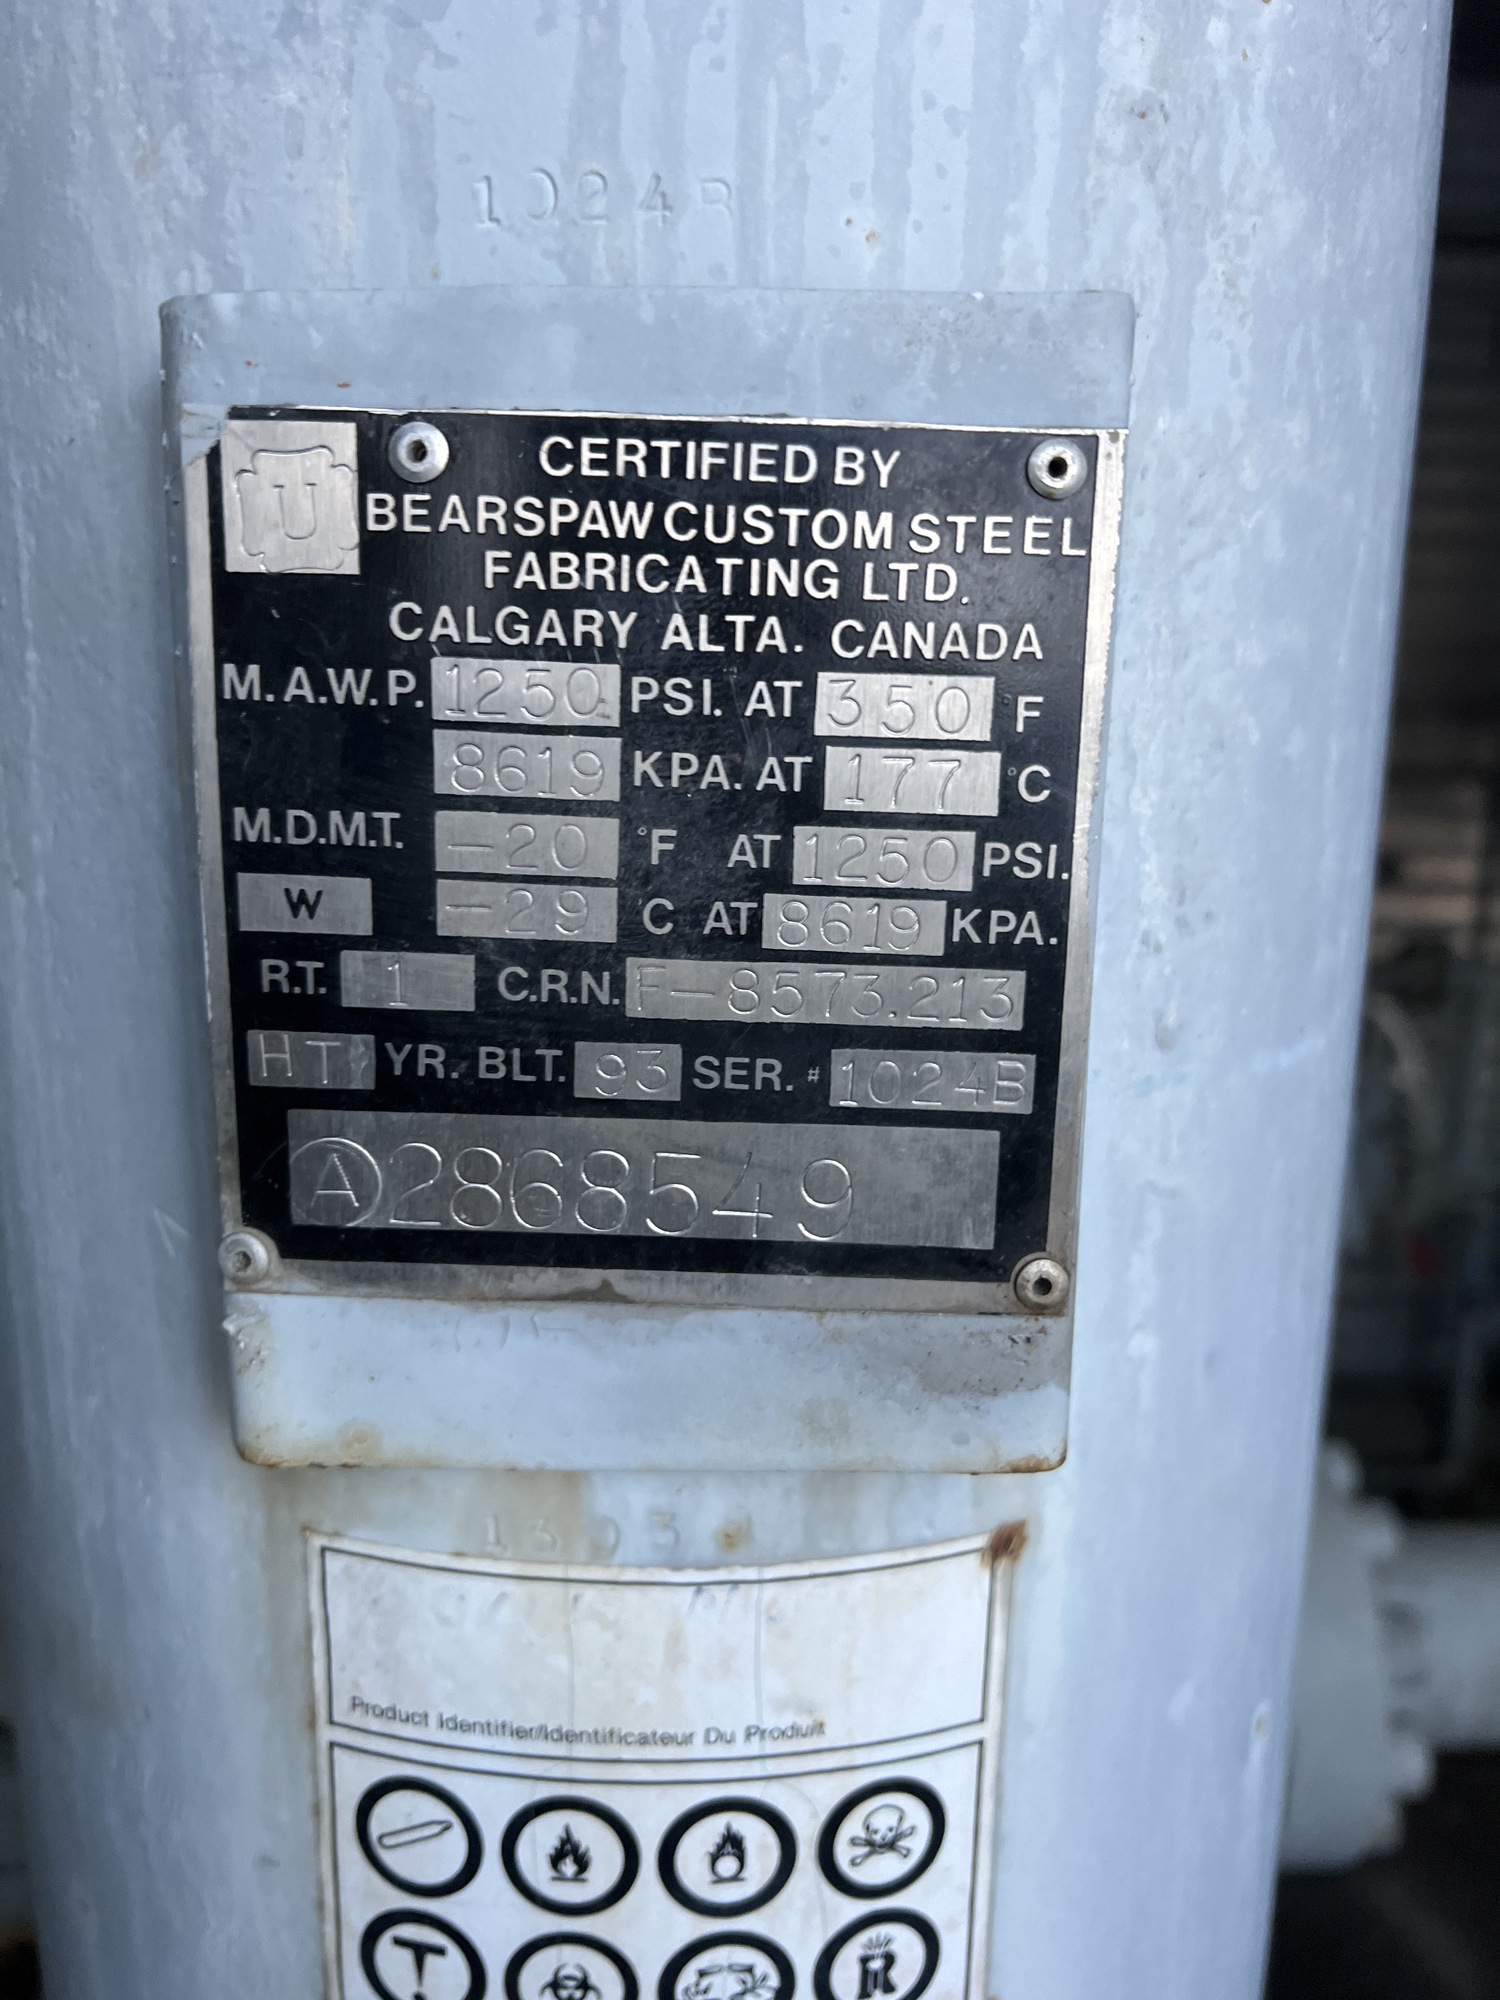 1024B
U
CERTIFIED BY
BEARSPAW CUSTOM STEEL
FABRICATING LTD.
CALGARY ALTA. CANADA
M.A.W.P. 1250 PSI. AT 350 °F
8619 KPA. AT 177 °C
M.D.M.T. -20 °F AT 1250 PSI.
W -29 °C AT 8619 KPA.
R.T. 1 C.R.N. F-8573.213
HT YR. BLT. 93 SER. # 1024B
A 2868549
Product Identifier/Identificateur Du Produit